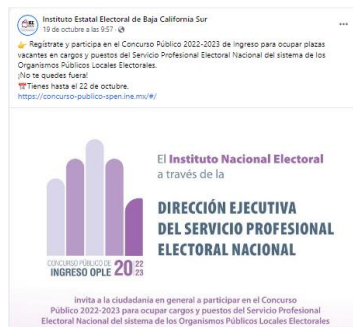 Instituto Estatal Electoral de Baja California Sur
19 de octubre a las 9:57 ·
👉 Regístrate y participa en el Concurso Público 2022-2023 de ingreso para ocupar plazas
vacantes en cargos y puestos del Servicio Profesional Electoral Nacional del sistema de los
Organismos Públicos Locales Electorales.
¡No te quedes fuera!
📅Tienes hasta el 22 de octubre.
https://concurso-publico-spen.ine.mx/#/
El Instituto Nacional Electoral
a través de la
DIRECCIÓN EJECUTIVA
DEL SERVICIO PROFESIONAL
ELECTORAL NACIONAL
CONCURSO PÚBLICO DE
INGRESO OPLE 2022 23
invita a la ciudadanía en general a participar en el Concurso
Público 2022-2023 para ocupar cargos y puestos del Servicio Profesional
Electoral Nacional del sistema de los Organismos Públicos Locales Electorales